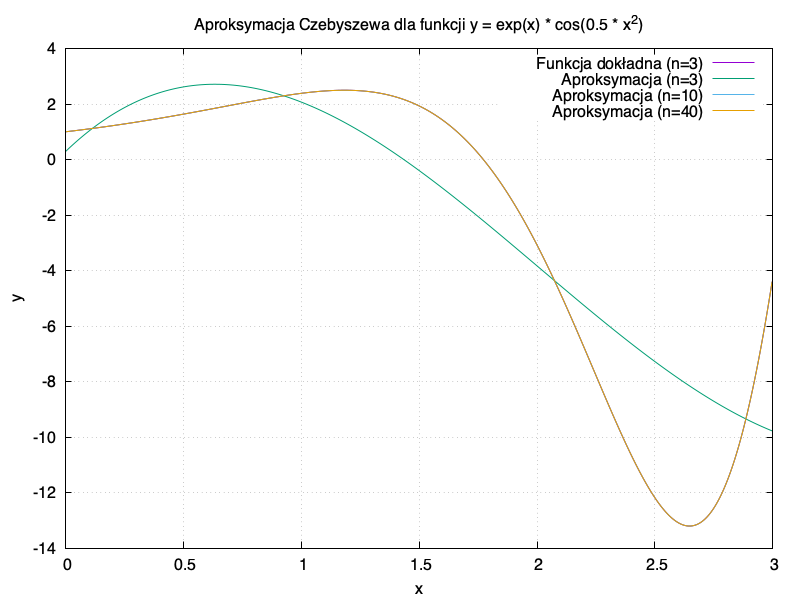 Aproksymacja Czebyszewa dla funkcji y = exp(x) * cos(0.5 * x²)
Funkcja dokładna (n=3)
Aproksymacja (n=3)
Aproksymacja (n=10)
Aproksymacja (n=40)
4
2
0
-2
-4
-6
-8
-10
-12
-14
y
0 0.5 1 1.5 2 2.5 3
x